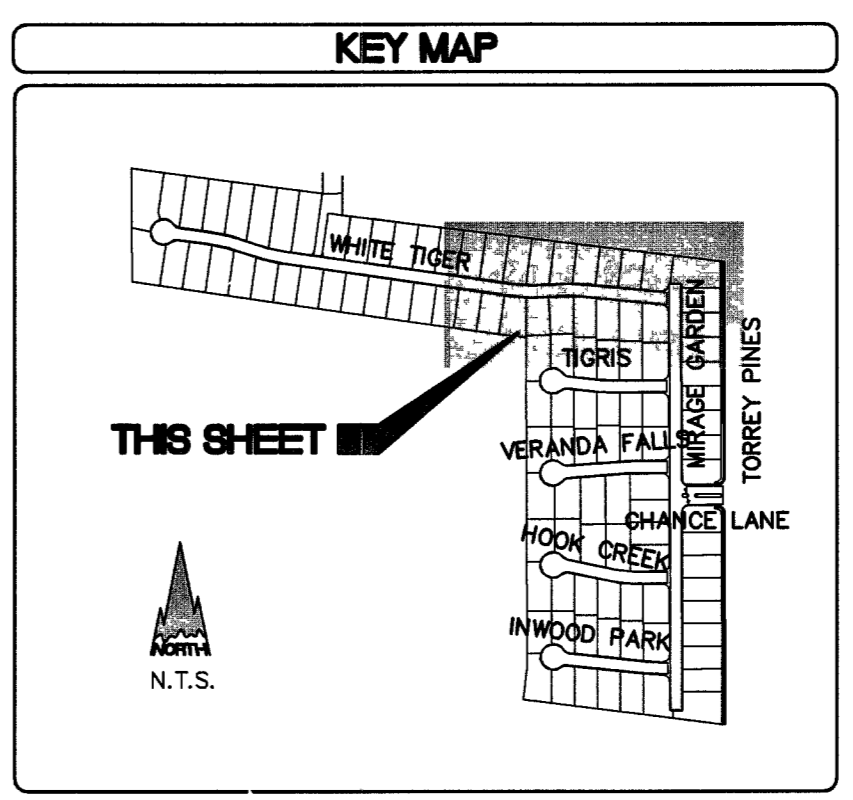 KEY MAP
WHITE TIGER
TIGRIS
MIRAGE GARDEN
TORREY PINES
THIS SHEET
VERANDA FALLS
CHANCE LANE
HOOK CREEK
INWOOD PARK
NORTH
N.T.S.